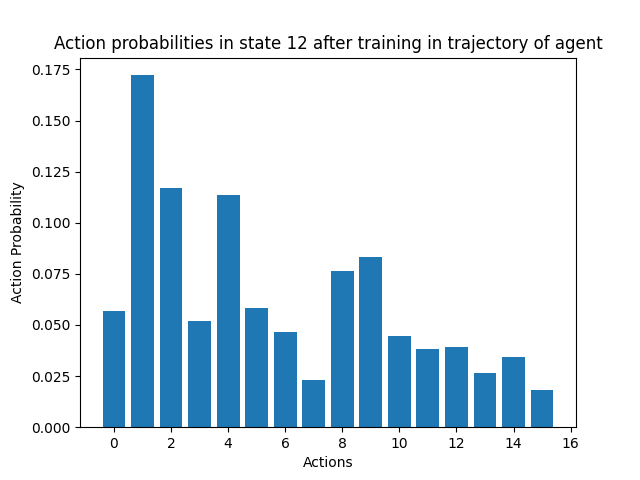 Action probabilities in state 12 after training in trajectory of agent
0.175
0.150
0.125
0.100
0.075
0.050
0.025
0.000
Action Probability
0 2 4 6 8 10 12 14 16
Actions